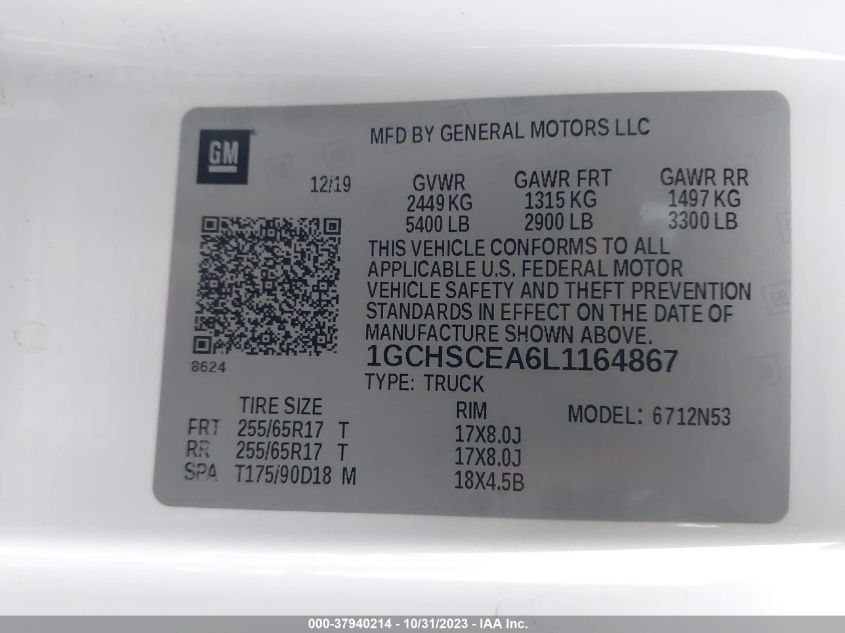 GM
MFD BY GENERAL MOTORS LLC
12/19
GVWR GAWR FRT GAWR RR
2449 KG 1315 KG 1497 KG
5400 LB 2900 LB 3300 LB
THIS VEHICLE CONFORMS TO ALL
APPLICABLE U.S. FEDERAL MOTOR
VEHICLE SAFETY AND THEFT PREVENTION
STANDARDS IN EFFECT ON THE DATE OF
MANUFACTURE SHOWN ABOVE.
8624
1GCHSCEA6L1164867
TYPE: TRUCK
TIRE SIZE RIM MODEL: 6712N53
FRT 255/65R17 T 17X8.0J
RR 255/65R17 T 17X8.0J
SPA T175/90D18 M 18X4.5B
000-37940214 - 10/31/2023 - IAA Inc.